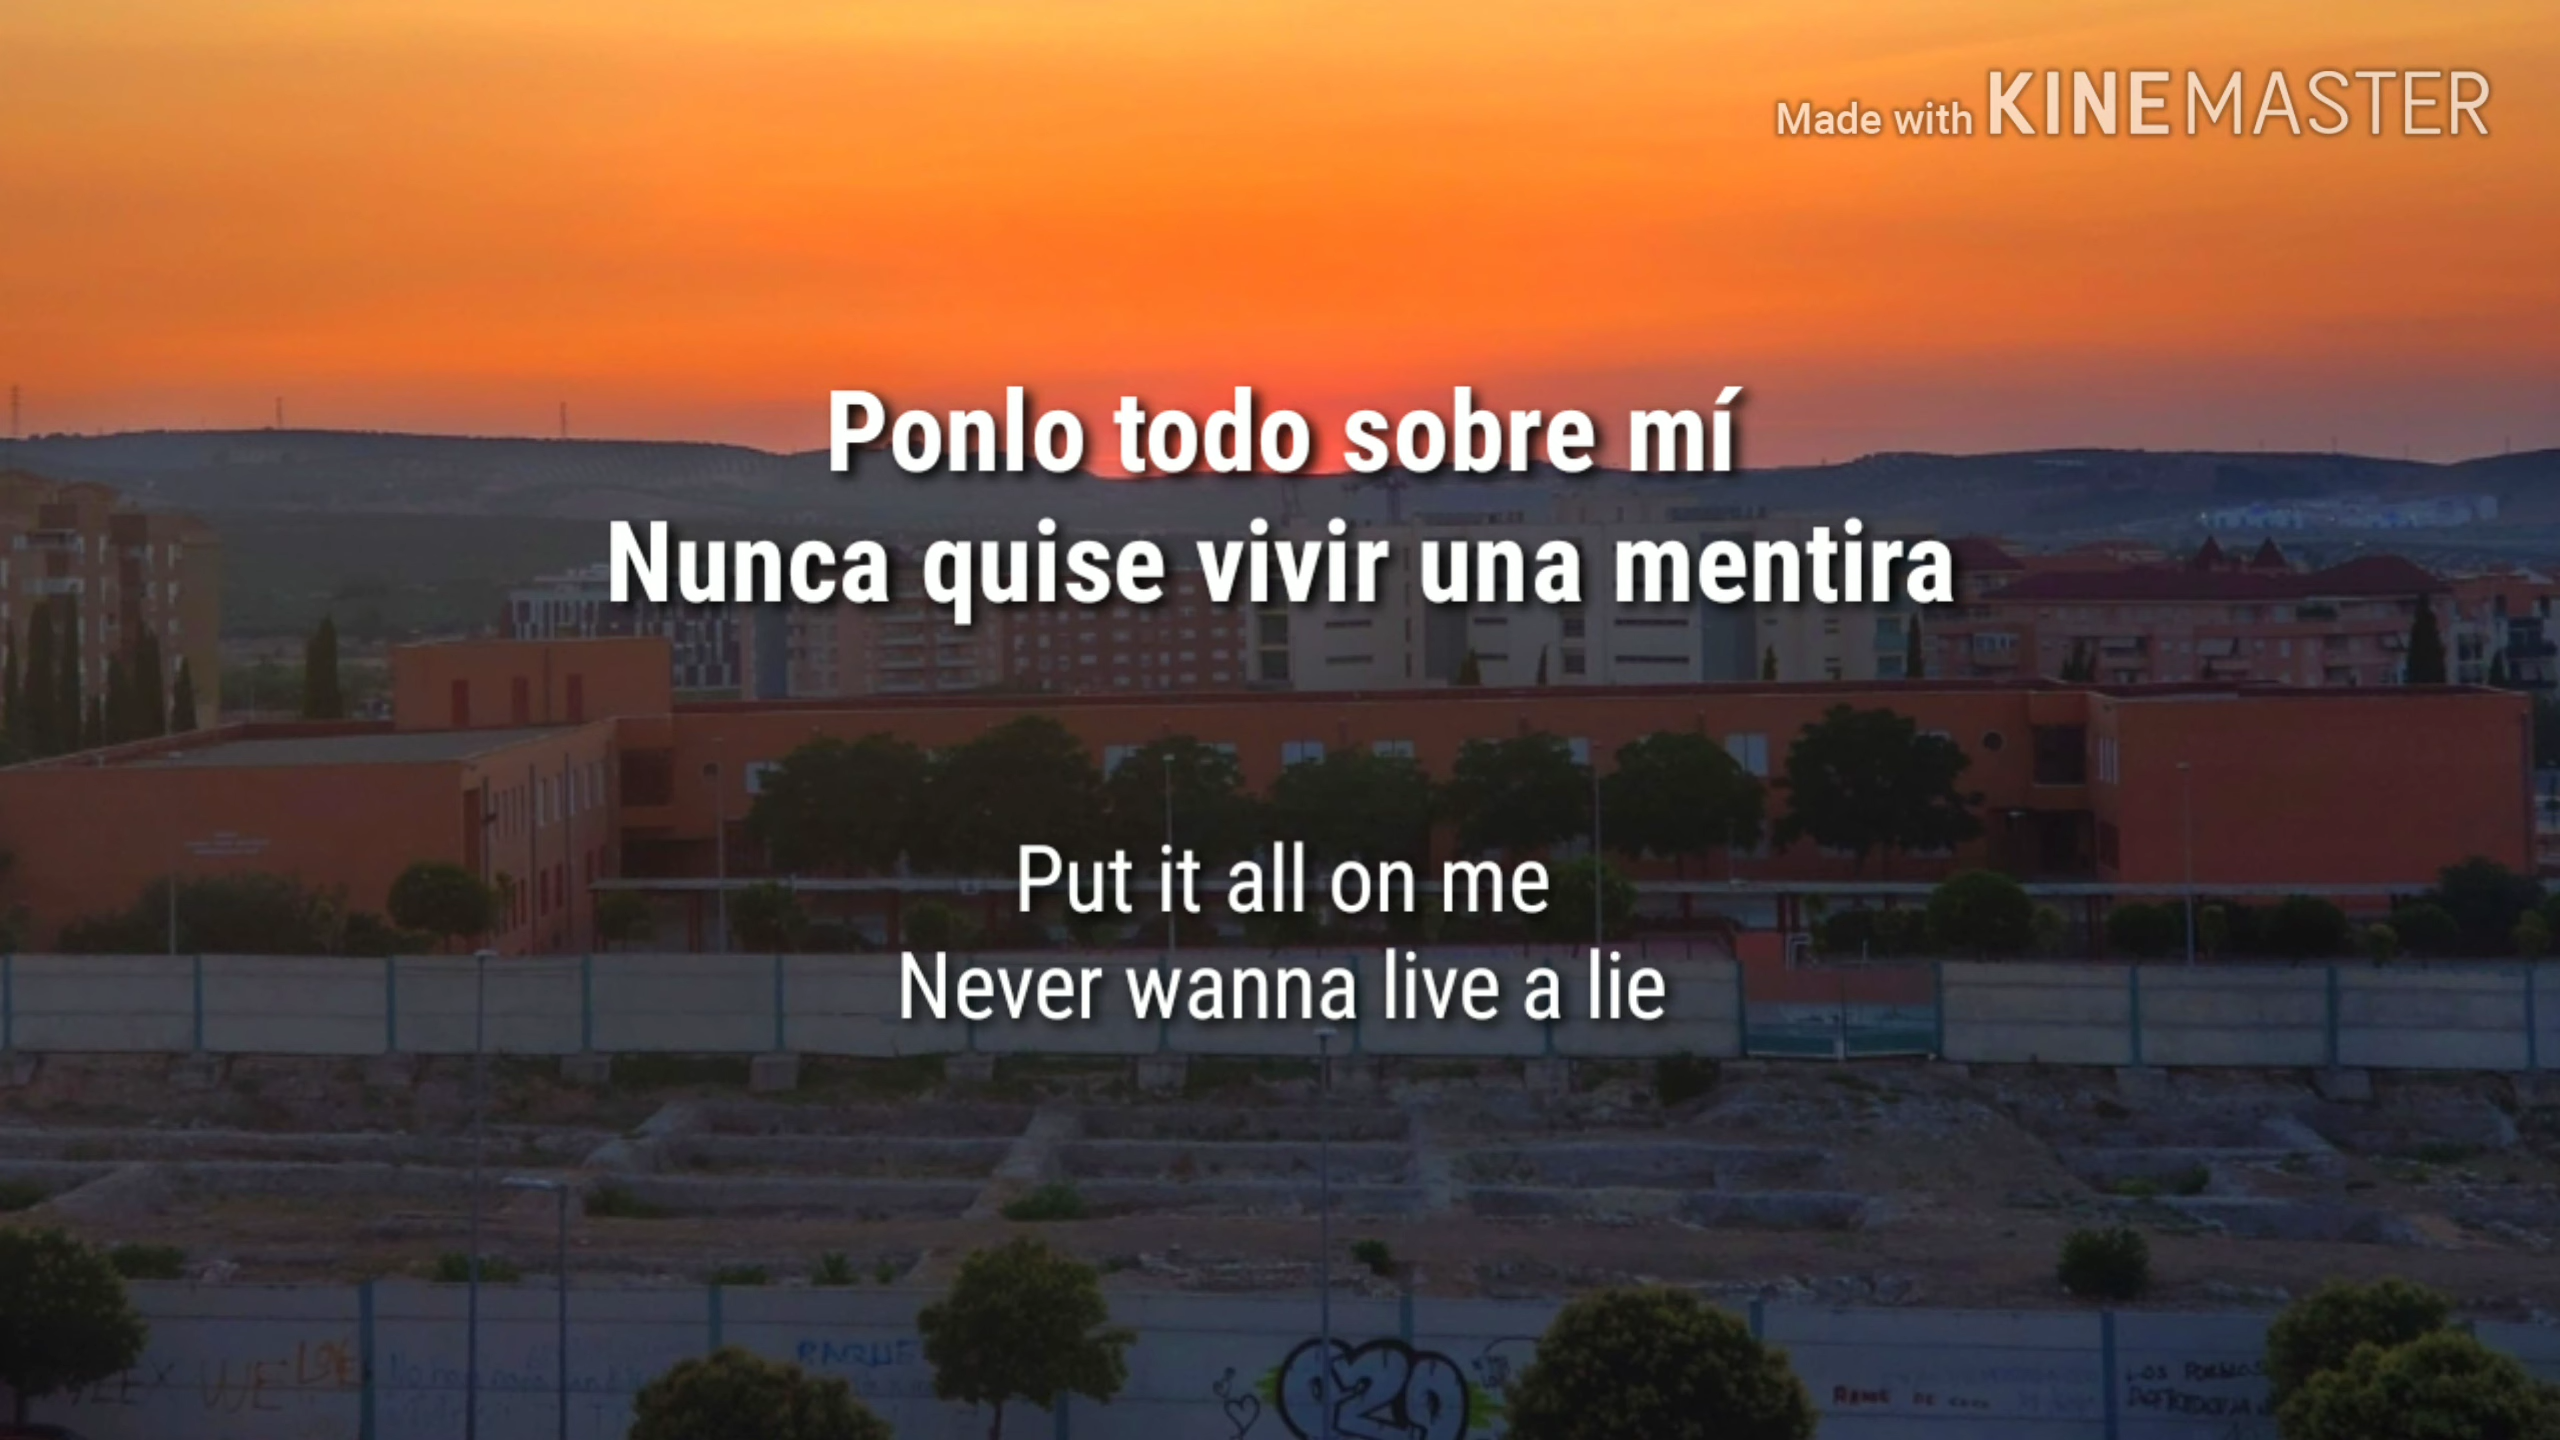 Made with KINEMASTER
Ponlo todo sobre mí
Nunca quise vivir una mentira
Put it all on me
Never wanna live a lie